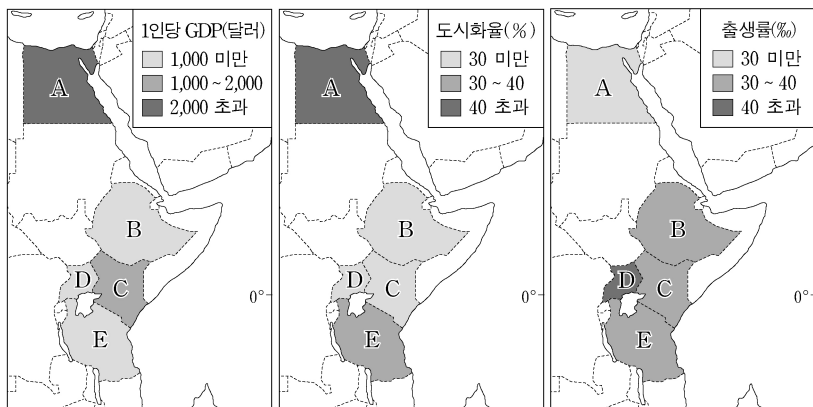 1인당 GDP(달러)
1,000 미만
1,000 ~ 2,000
2,000 초과
A
B
D
C
E
0°
도시화율(%)
30 미만
30 ~ 40
40 초과
A
B
D
C
E
0°
출생률(‰)
30 미만
30 ~ 40
40 초과
A
B
D
C
E
0°